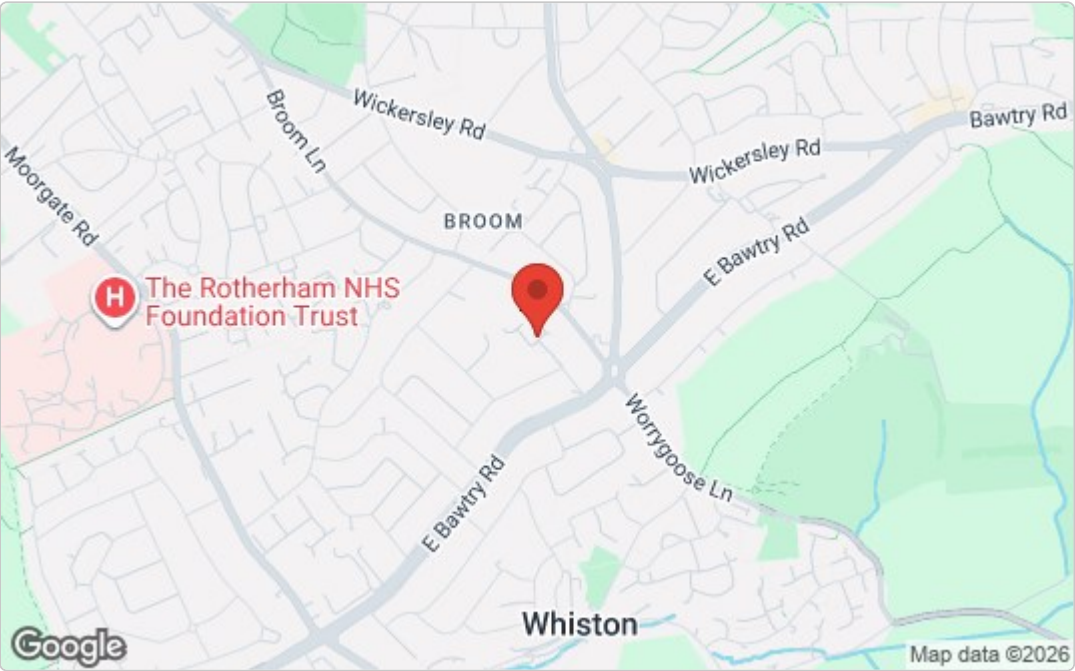 Wickersley Rd
Broom Ln
Bawtry Rd
Wickersley Rd
Moorgate Rd
BROOM
E Bawtry Rd
H
The Rotherham NHS
Foundation Trust
Worrygoose Ln
E Bawtry Rd
Whiston
Google
Map data ©2026